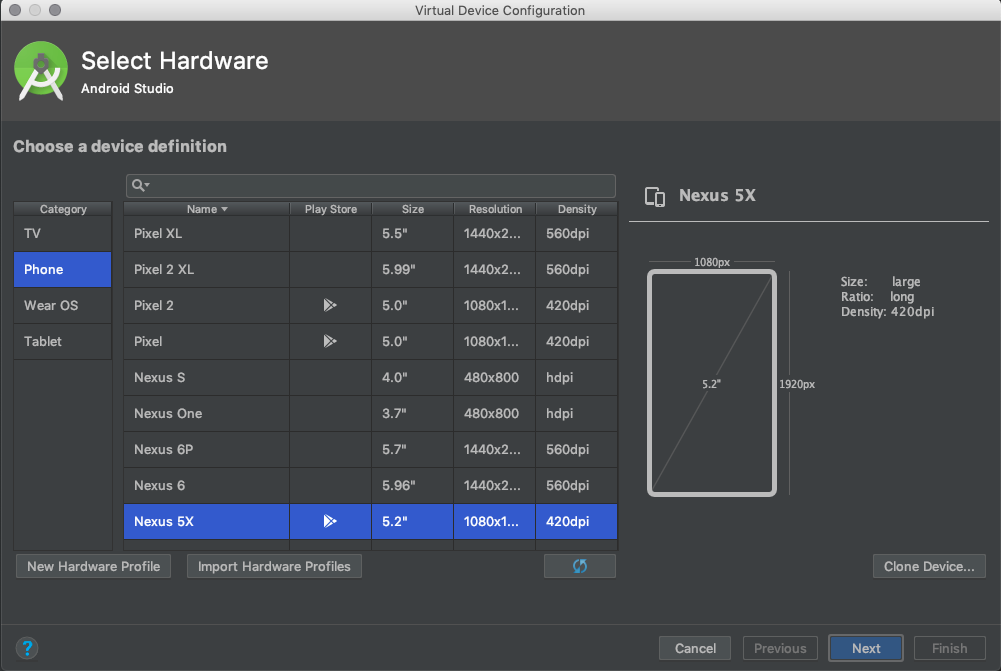 Virtual Device Configuration
Select Hardware
Android Studio
Choose a device definition
Category
TV
Phone
Wear OS
Tablet
Name Play Store Size Resolution Density
Pixel XL 5.5" 1440x2... 560dpi
Pixel 2 XL 5.99" 1440x2... 560dpi
Pixel 2 5.0" 1080x1... 420dpi
Pixel 5.0" 1080x1... 420dpi
Nexus S 4.0" 480x800 hdpi
Nexus One 3.7" 480x800 hdpi
Nexus 6P 5.7" 1440x2... 560dpi
Nexus 6 5.96" 1440x2... 560dpi
Nexus 5X 5.2" 1080x1... 420dpi
Nexus 5X
1080px
5.2"
1920px
Size: large
Ratio: long
Density: 420dpi
New Hardware Profile Import Hardware Profiles Clone Device...
? Cancel Previous Next Finish